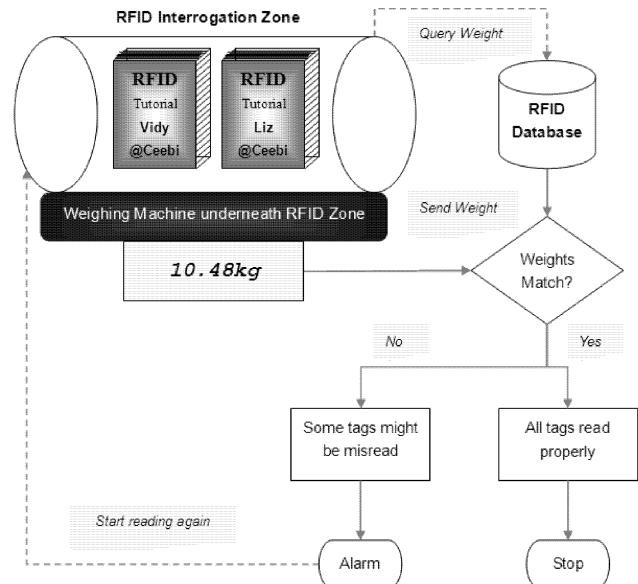 RFID Interrogation Zone
Query Weight
RFID
Tutorial
Vidy
@Ceebi
RFID
Tutorial
Liz
@Ceebi
RFID
Database
Weighing Machine underneath RFID Zone
Send Weight
10.48kg
Weights
Match?
No
Yes
Some tags might
be misread
All tags read
properly
Start reading again
Alarm
Stop